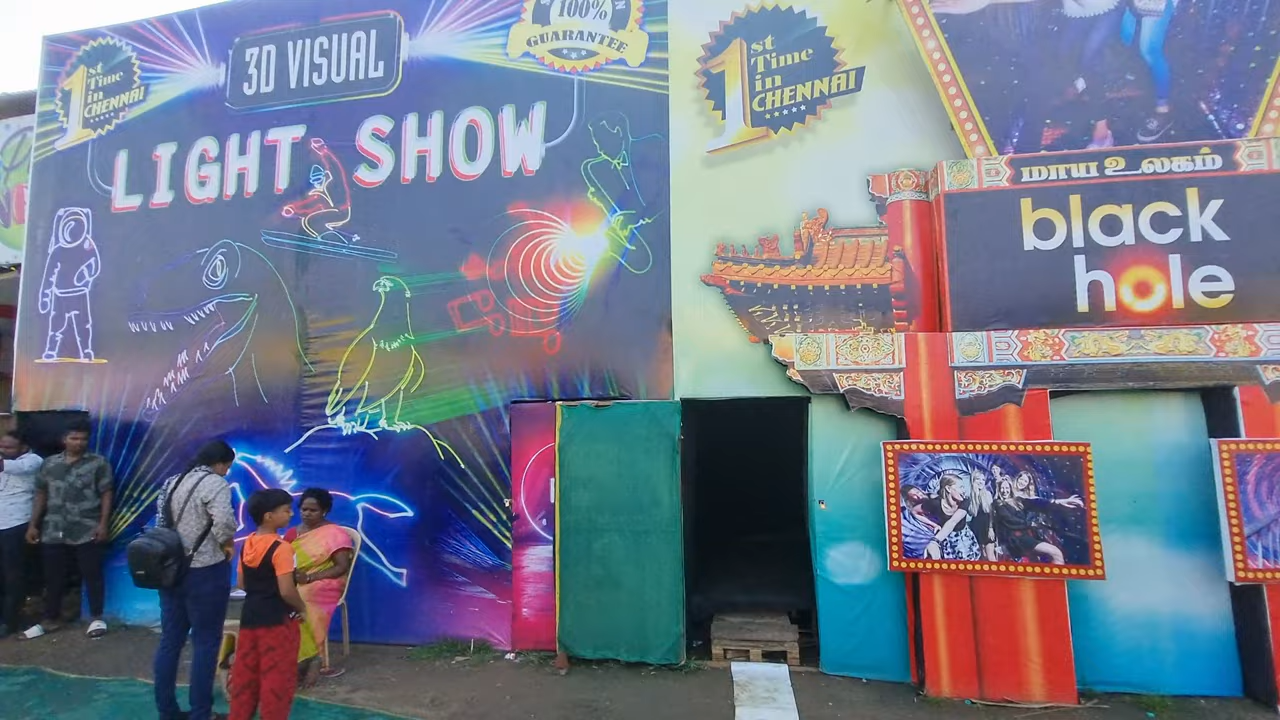 1st
Time
in
CHENNAI
3D VISUAL
100%
GUARANTEE
LIGHT SHOW
1st
Time
in
CHENNAI
மாய உலகம்
black
hole